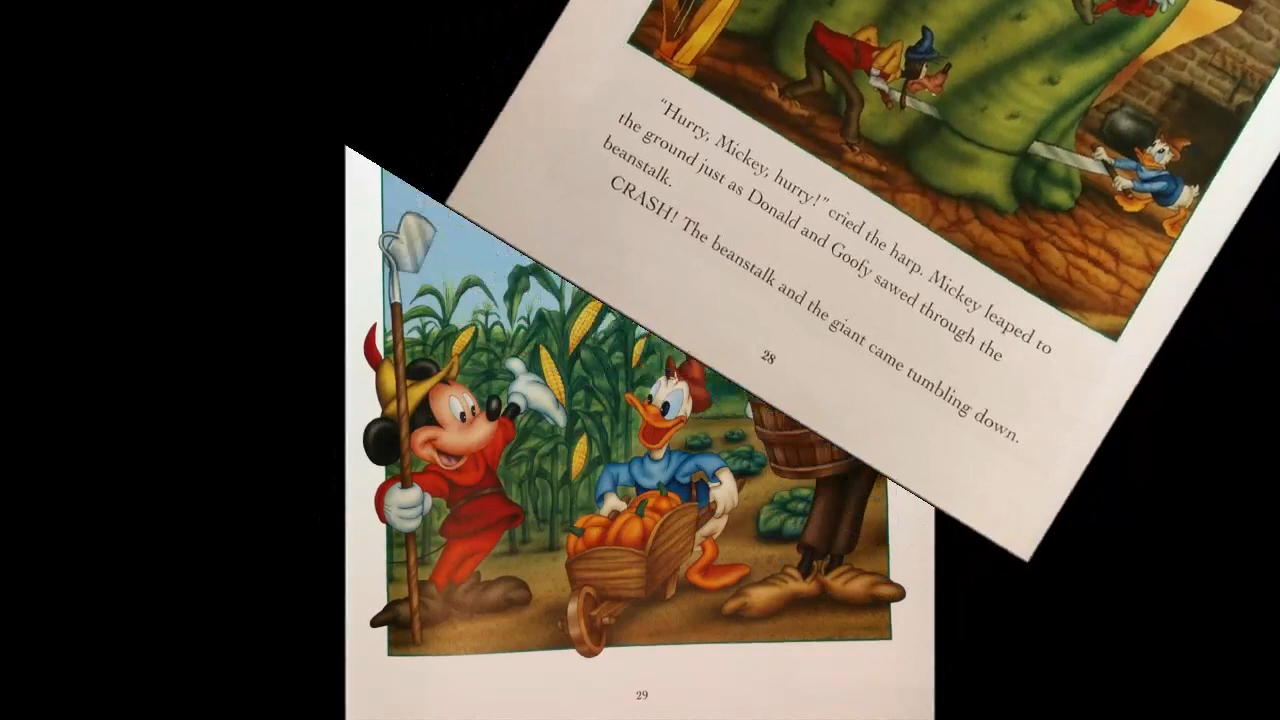 “Hurry, Mickey, hurry!” cried the harp. Mickey leaped to
the ground just as Donald and Goofy sawed through the
beanstalk.
CRASH! The beanstalk and the giant came tumbling down.
28
29